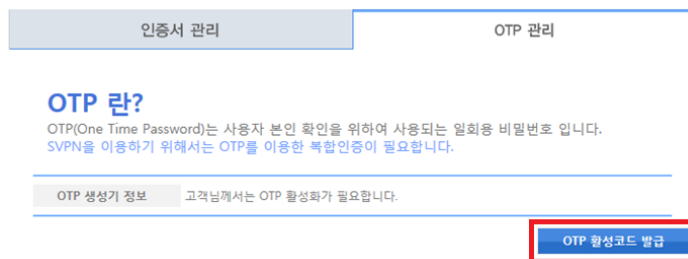 인증서 관리
OTP 관리
OTP 란?
OTP(One Time Password)는 사용자 본인 확인을 위하여 사용되는 일회용 비밀번호 입니다.
SVPN을 이용하기 위해서는 OTP를 이용한 복합인증이 필요합니다.
OTP 생성기 정보
고객님께서는 OTP 활성화가 필요합니다.
OTP 활성코드 발급